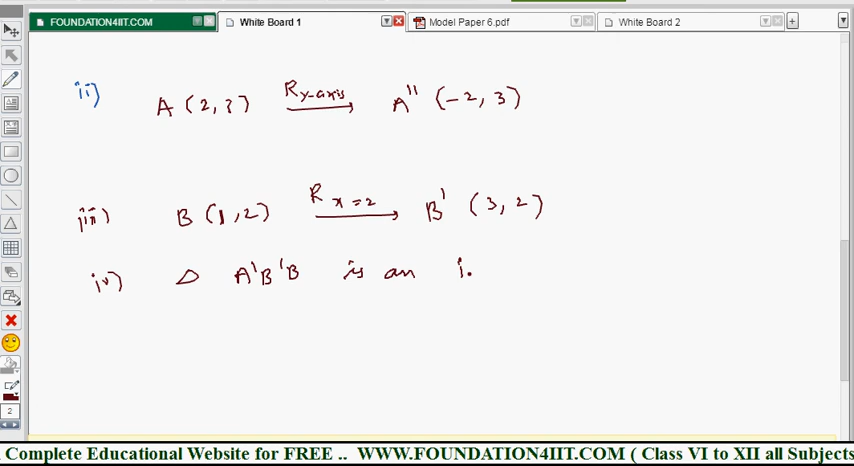 FOUNDATION4IIT.COM White Board 1 Model Paper 6.pdf White Board 2
ii) A (2,3) R y-axis → A'' (-2, 3)
iii) B (1,2) R x=2 → B' (3, 2)
iv) △ A'B'B is an i.
2
Complete Educational Website for FREE .. WWW.FOUNDATION4IIT.COM ( Class VI to XII all Subjects